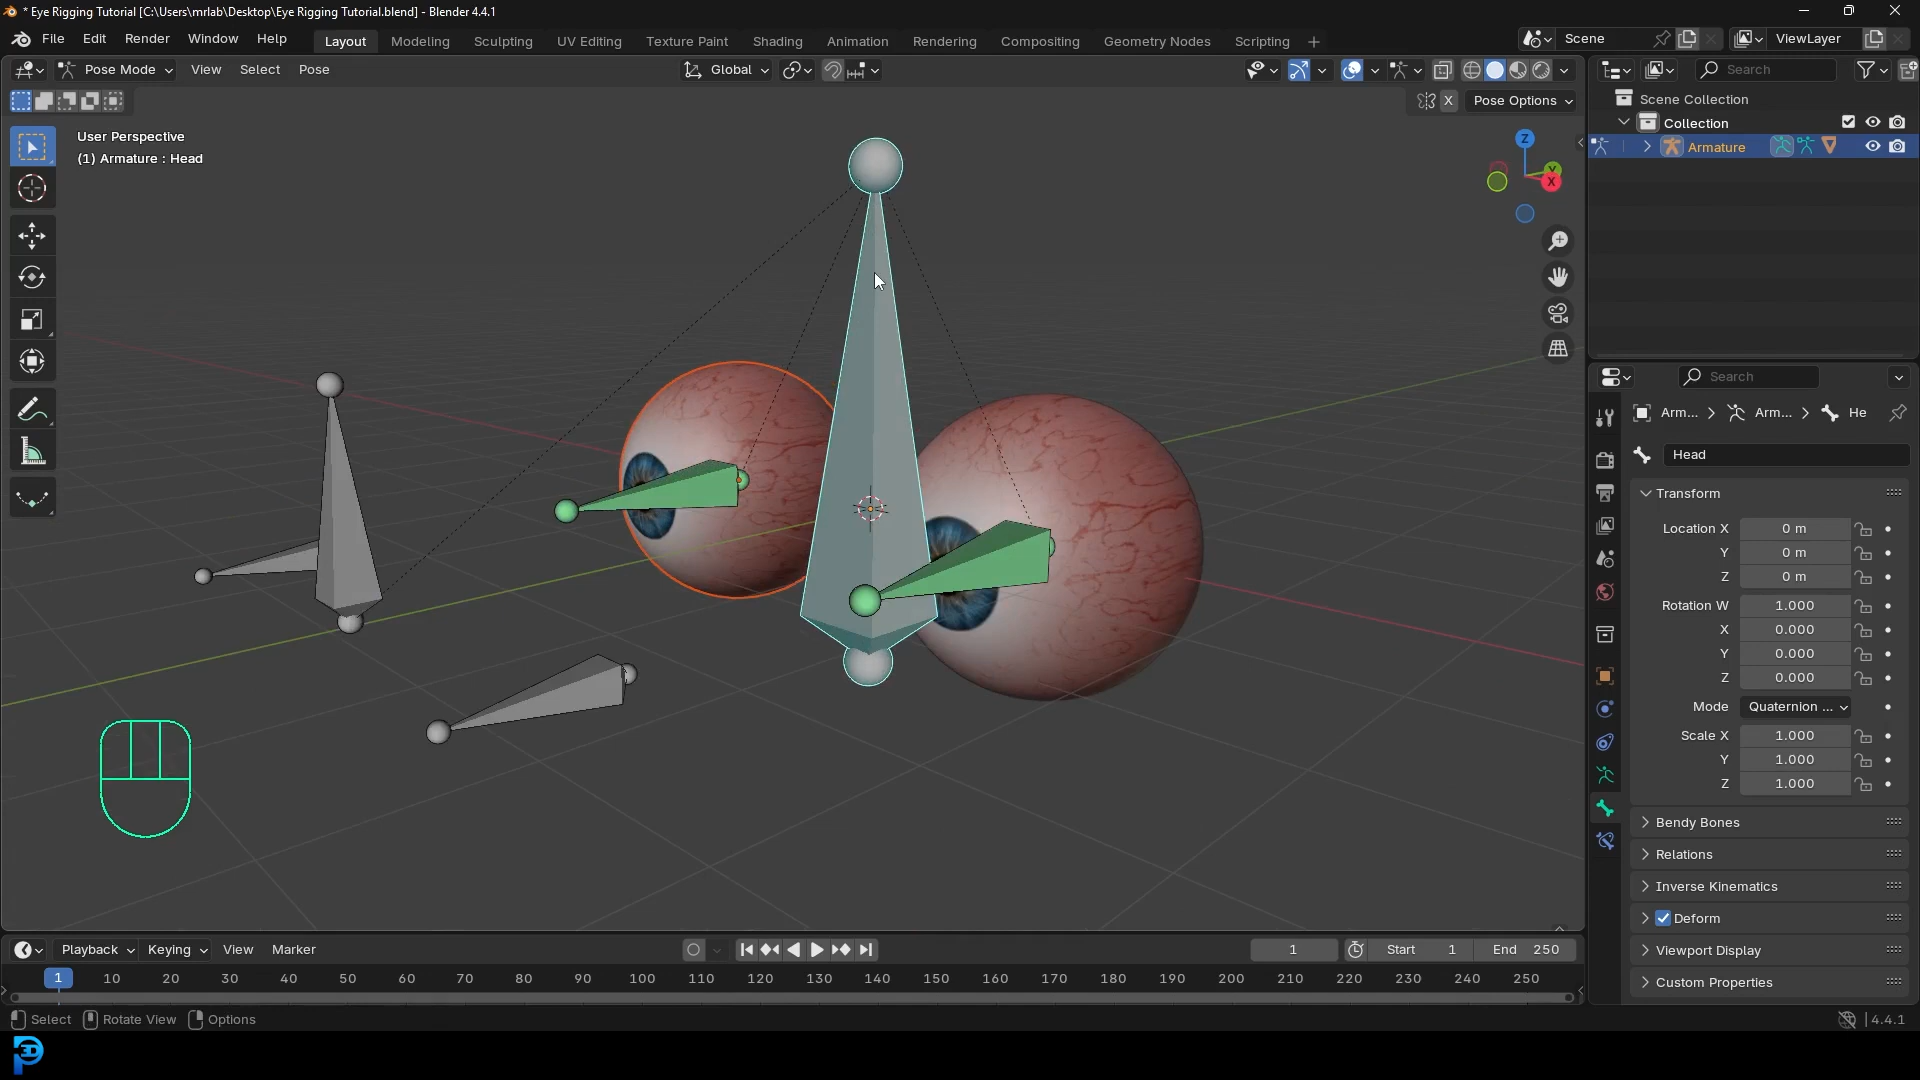 * Eye Rigging Tutorial [C:\Users\mrlab\Desktop\Eye Rigging Tutorial.blend] - Blender 4.4.1
File Edit Render Window Help Layout Modeling Sculpting UV Editing Texture Paint Shading Animation Rendering Compositing Geometry Nodes Scripting + Scene ViewLayer
Pose Mode View Select Pose Global Search
X Pose Options
Scene Collection
Collection
Armature
User Perspective
(1) Armature : Head
Z
Y
X
Search
Arm... > Arm... > He
Head
Transform
Location X 0 m
Y 0 m
Z 0 m
Rotation W 1.000
X 0.000
Y 0.000
Z 0.000
Mode Quaternion ...
Scale X 1.000
Y 1.000
Z 1.000
Bendy Bones
Relations
Inverse Kinematics
Deform
Viewport Display
Custom Properties
Playback Keying View Marker 1 Start 1 End 250
1 10 20 30 40 50 60 70 80 90 100 110 120 130 140 150 160 170 180 190 200 210 220 230 240 250
Select Rotate View Options 4.4.1
3D